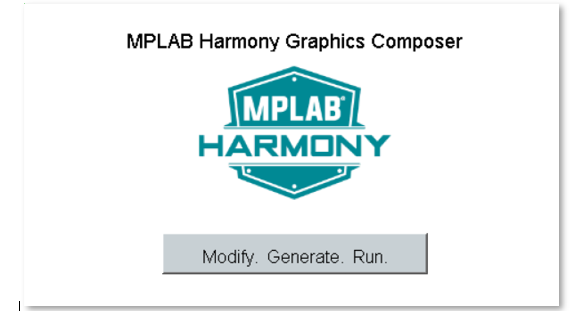 MPLAB Harmony Graphics Composer
MPLAB®
HARMONY
Modify. Generate. Run.